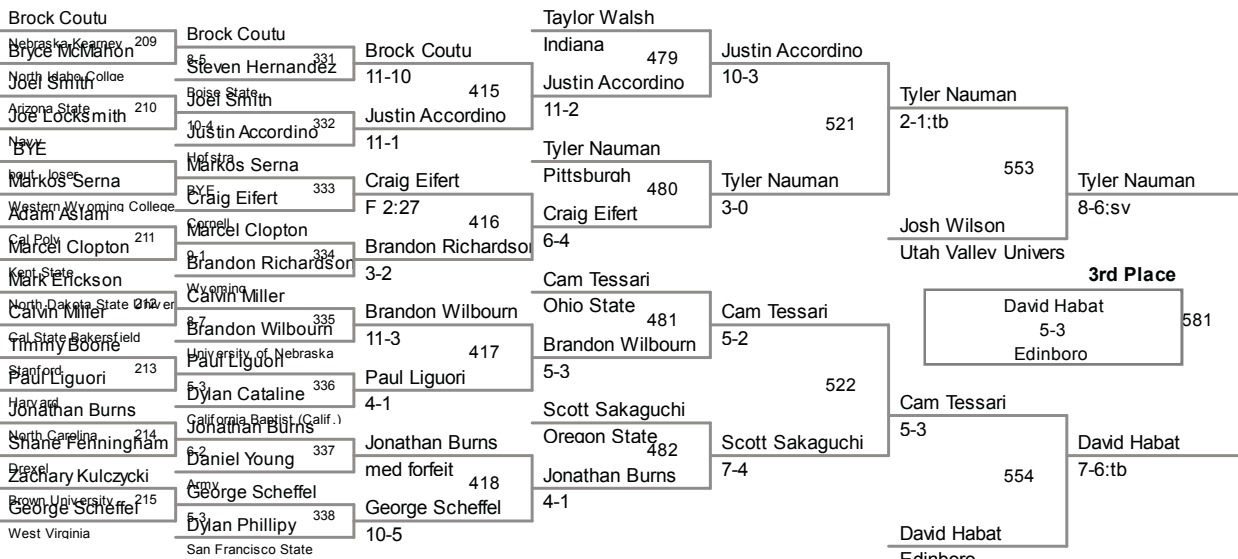 Brock Coutu
Nebraska-Kearney 209
Bryce McMahon
North Idaho College
Joel Smith
Arizona State 210
Joe Locksmith
Navy
BYE
bout loser
Markos Serna
Western Wyoming College
Adam Aslam
Cal Poly 211
Marcel Clopton
Kent State
Mark Erickson
North Dakota State Univer 212
Calvin Miller
Cal State Bakersfield
Timmy Boone
Stanford 213
Paul Liguori
Harvard
Jonathan Burns
North Carolina 214
Shane Fenningham
Drexel
Zachary Kulczycki
Brown University 215
George Scheffel
West Virginia
Brock Coutu
8-5 331
Steven Hernandez
Boise State
Joel Smith
10-4 332
Justin Accordino
Hofstra
Markos Serna
BYE 333
Craig Eifert
Cornell
Marcel Clopton
9-1 334
Brandon Richardson
Wyoming
Calvin Miller
8-7 335
Brandon Wilbourn
University of Nebraska
Paul Liguori
5-3 336
Dylan Cataline
California Baptist (Calif.)
Jonathan Burns
6-2 337
Daniel Young
Army
George Scheffel
5-3 338
Dylan Phillipy
San Francisco State
Brock Coutu
11-10
415
Justin Accordino
11-1
Craig Eifert
F 2:27
416
Brandon Richardson
3-2
Brandon Wilbourn
11-3
417
Paul Liguori
4-1
Jonathan Burns
med forfeit
418
George Scheffel
10-5
Taylor Walsh
Indiana
479
Justin Accordino
11-2
Tyler Nauman
Pittsburgh
480
Craig Eifert
6-4
Cam Tessari
Ohio State
481
Brandon Wilbourn
5-3
Scott Sakaguchi
Oregon State
482
Jonathan Burns
4-1
Justin Accordino
10-3
521
Tyler Nauman
3-0
Cam Tessari
5-2
522
Scott Sakaguchi
7-4
Tyler Nauman
2-1;tb
553
Josh Wilson
Utah Valley Univers
3rd Place
David Habat
5-3
Edinboro
581
Cam Tessari
5-3
554
David Habat
Edinboro
Tyler Nauman
8-6;sv
David Habat
7-6;tb